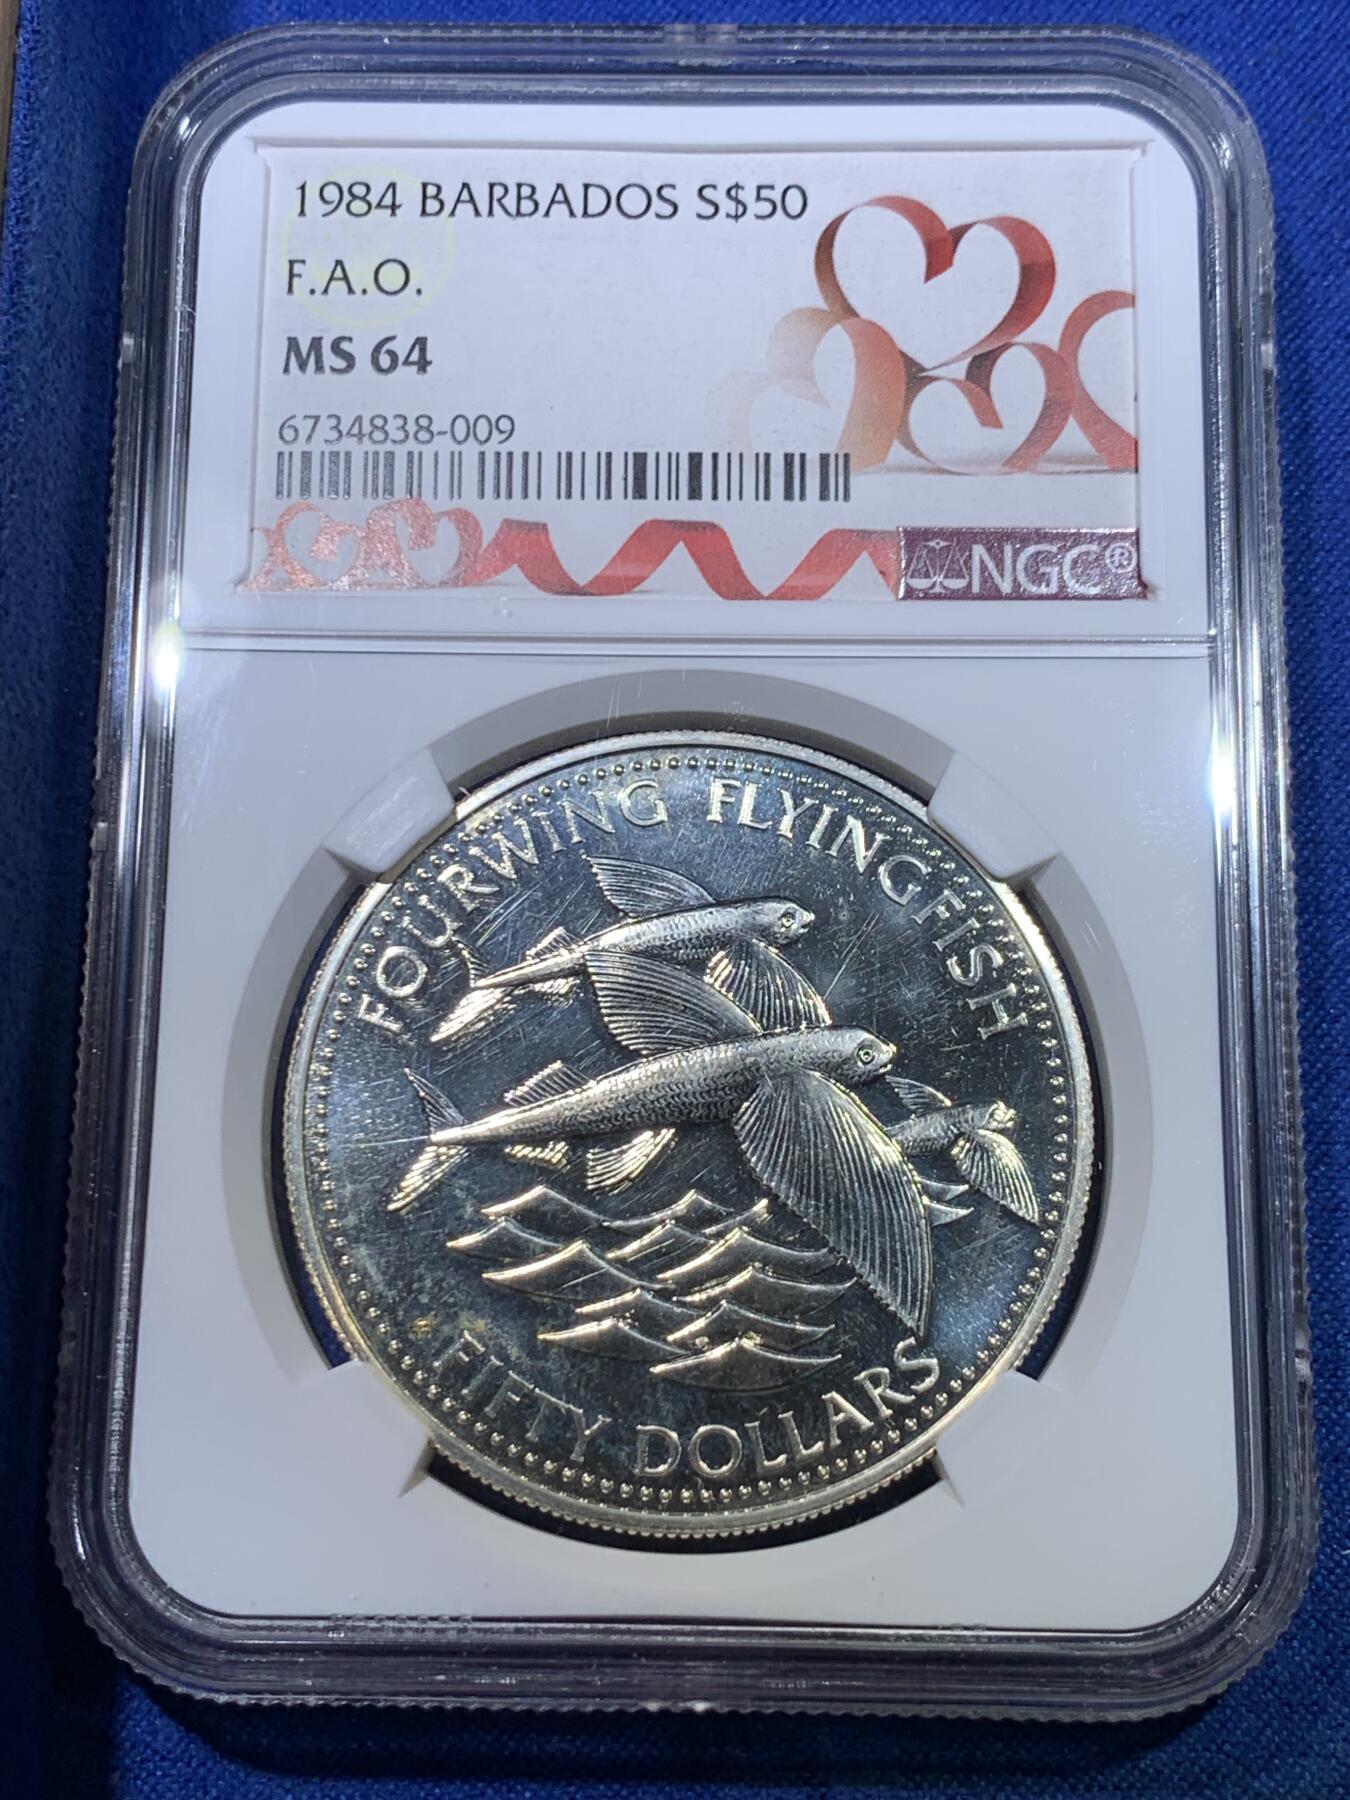 1984 BARBADOS S$50
F.A.O.
MS 64
6734838-009
NGC®
FOURWING FLYINGFISH
FIFTY DOLLARS